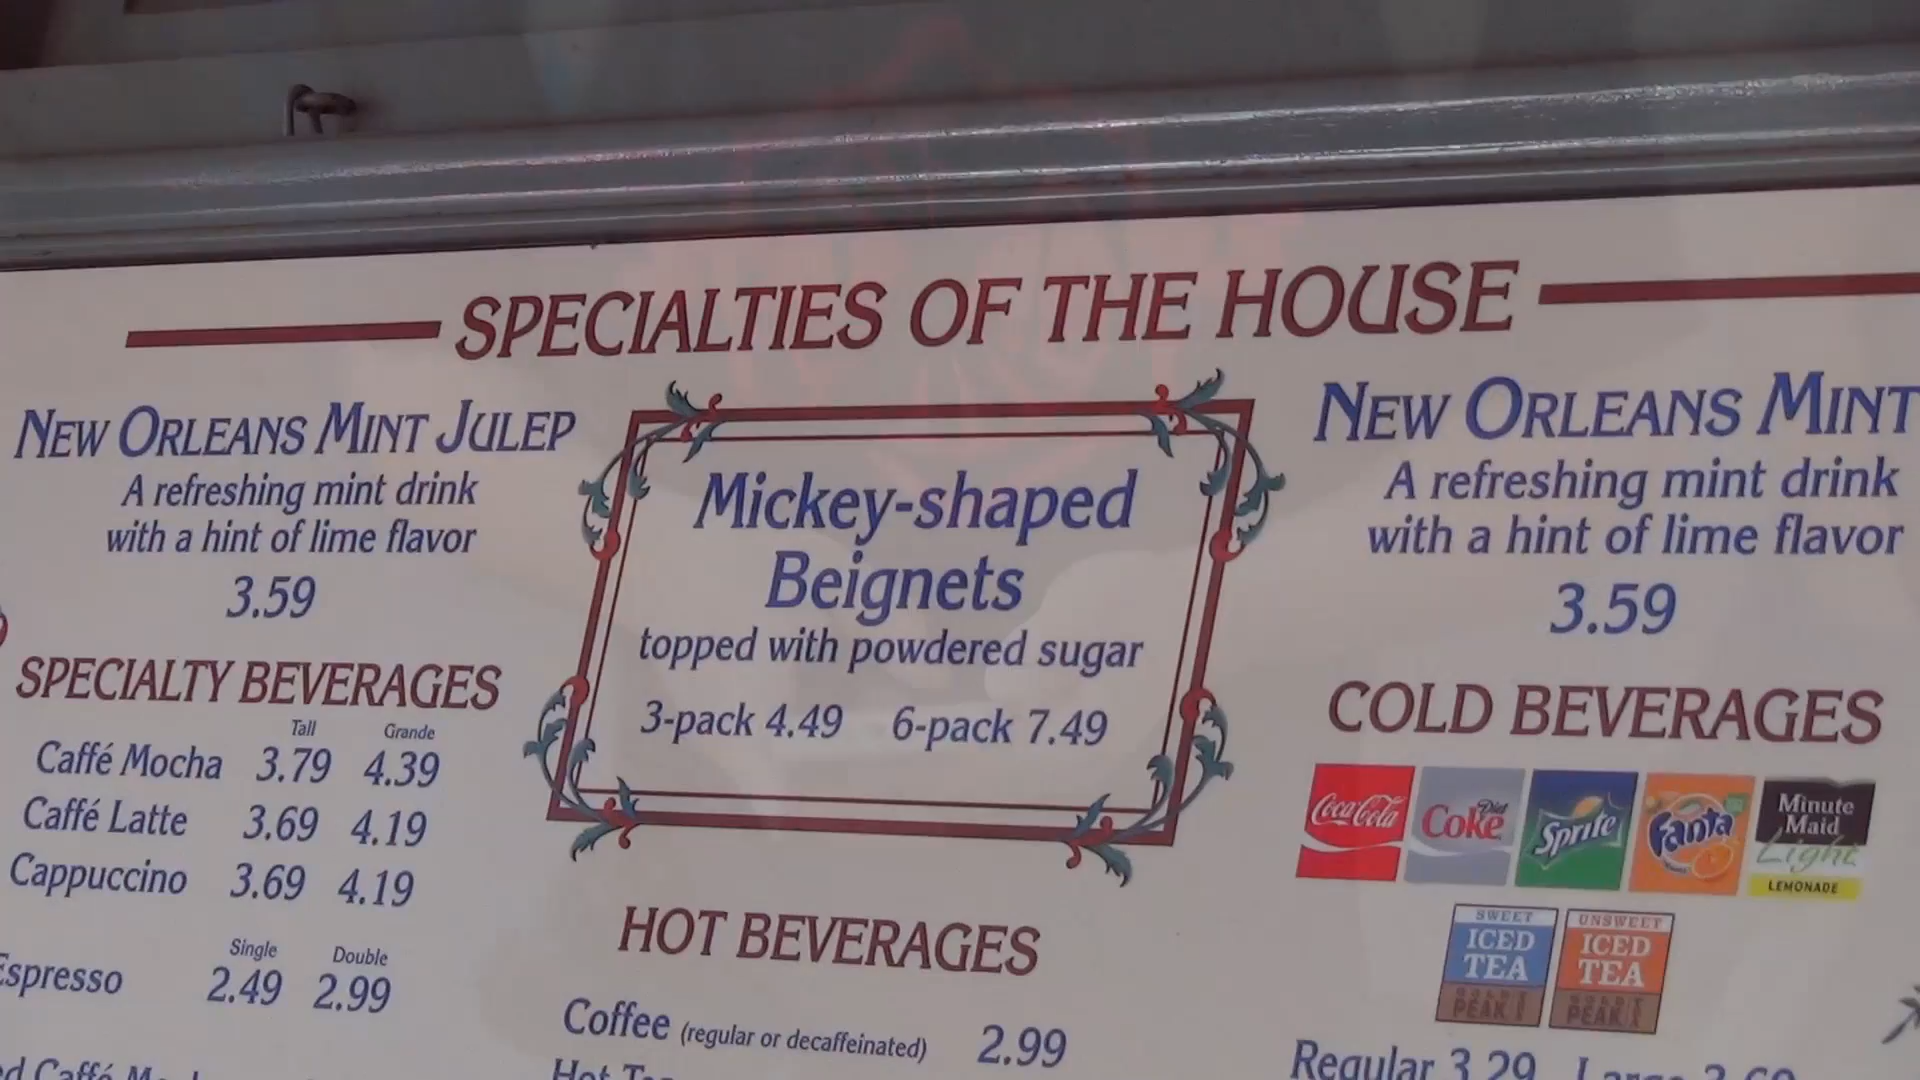 SPECIALTIES OF THE HOUSE
NEW ORLEANS MINT JULEP
A refreshing mint drink
with a hint of lime flavor
3.59
SPECIALTY BEVERAGES
Tall Grande
Caffé Mocha 3.79 4.39
Caffé Latte 3.69 4.19
Cappuccino 3.69 4.19
Single Double
Espresso 2.49 2.99
Mickey-shaped
Beignets
topped with powdered sugar
3-pack 4.49 6-pack 7.49
HOT BEVERAGES
Coffee (regular or decaffeinated) 2.99
Hot
NEW ORLEANS MINT
A refreshing mint drink
with a hint of lime flavor
3.59
COLD BEVERAGES
Coca-Cola
Diet
Coke
Sprite
Fanta
Minute
Maid
Light
LEMONADE
SWEET
ICED
TEA
GOLD
PEAK
UNSWEET
ICED
TEA
GOLD
PEAK
Regular 3.29